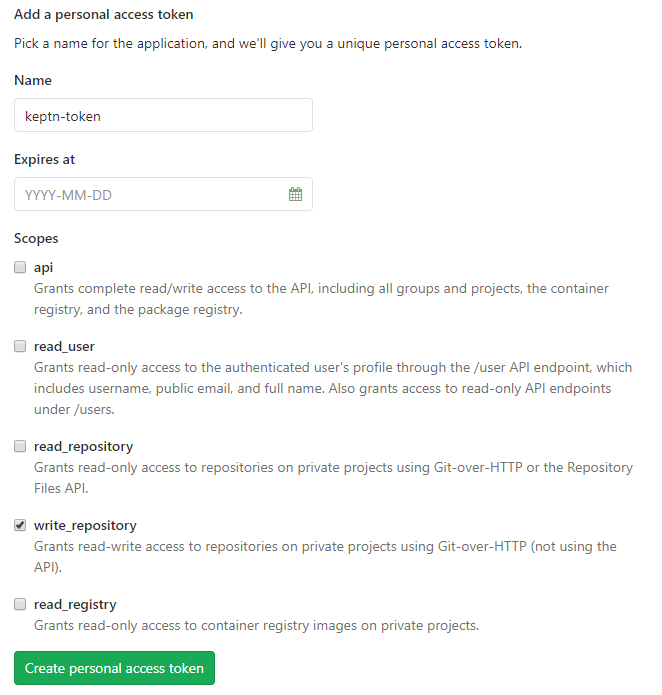 Add a personal access token
Pick a name for the application, and we'll give you a unique personal access token.
Name
keptn-token
Expires at
YYYY-MM-DD
Scopes
api
Grants complete read/write access to the API, including all groups and projects, the container
registry, and the package registry.
read_user
Grants read-only access to the authenticated user's profile through the /user API endpoint, which
includes username, public email, and full name. Also grants access to read-only API endpoints
under /users.
read_repository
Grants read-only access to repositories on private projects using Git-over-HTTP or the Repository
Files API.
write_repository
Grants read-write access to repositories on private projects using Git-over-HTTP (not using the
API).
read_registry
Grants read-only access to container registry images on private projects.
Create personal access token